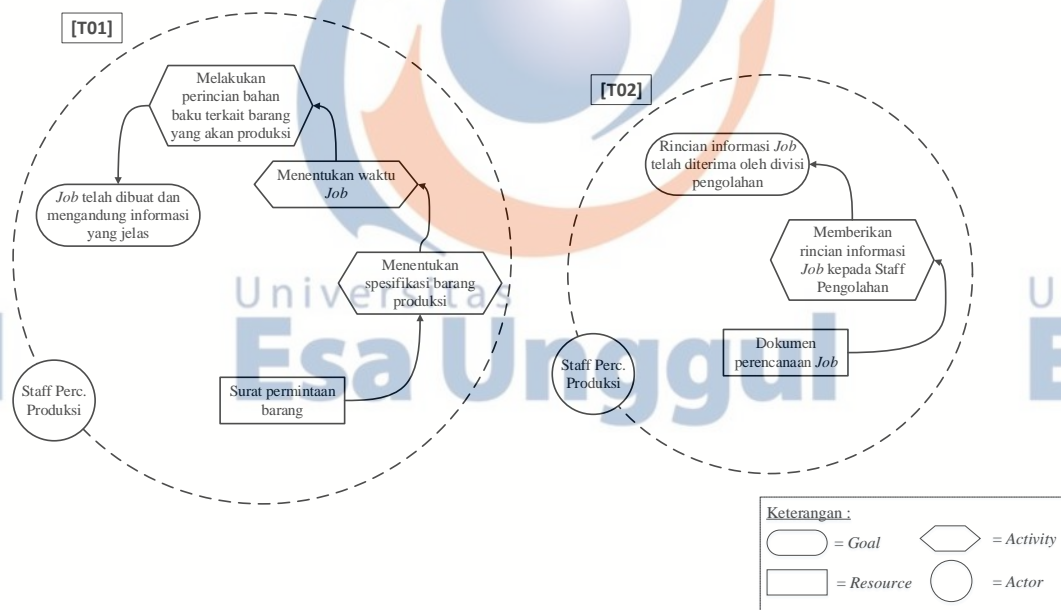 [T01]
Melakukan
perincian bahan
baku terkait barang
yang akan produksi
Menentukan waktu
Job
Job telah dibuat dan
mengandung informasi
yang jelas
Menentukan
spesifikasi barang
produksi
Surat permintaan
barang
Staff Perc.
Produksi
[T02]
Rincian informasi Job
telah diterima oleh divisi
pengolahan
Memberikan
rincian informasi
Job kepada Staff
Pengolahan
Dokumen
perencanaan Job
Staff Perc.
Produksi
Universitas
Esa Unggul
Keterangan :
= Goal
= Activity
= Resource
= Actor